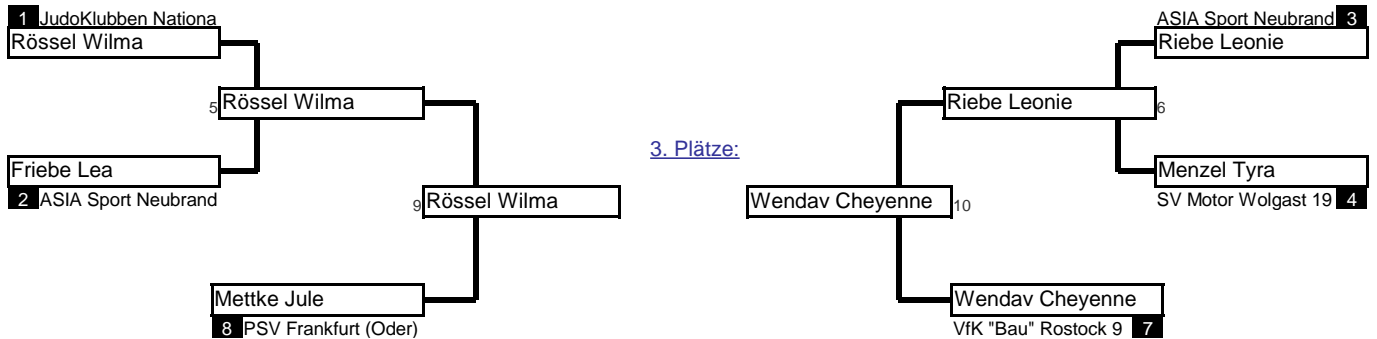 1 JudoKlubben Nationa
Rössel Wilma
5 Rössel Wilma
Friebe Lea
2 ASIA Sport Neubrand
9 Rössel Wilma
Mettke Jule
8 PSV Frankfurt (Oder)
3. Plätze:
ASIA Sport Neubrand 3
Riebe Leonie
Riebe Leonie 6
Menzel Tyra
SV Motor Wolgast 19 4
Wendav Cheyenne 10
Wendav Cheyenne
VfK "Bau" Rostock 9 7